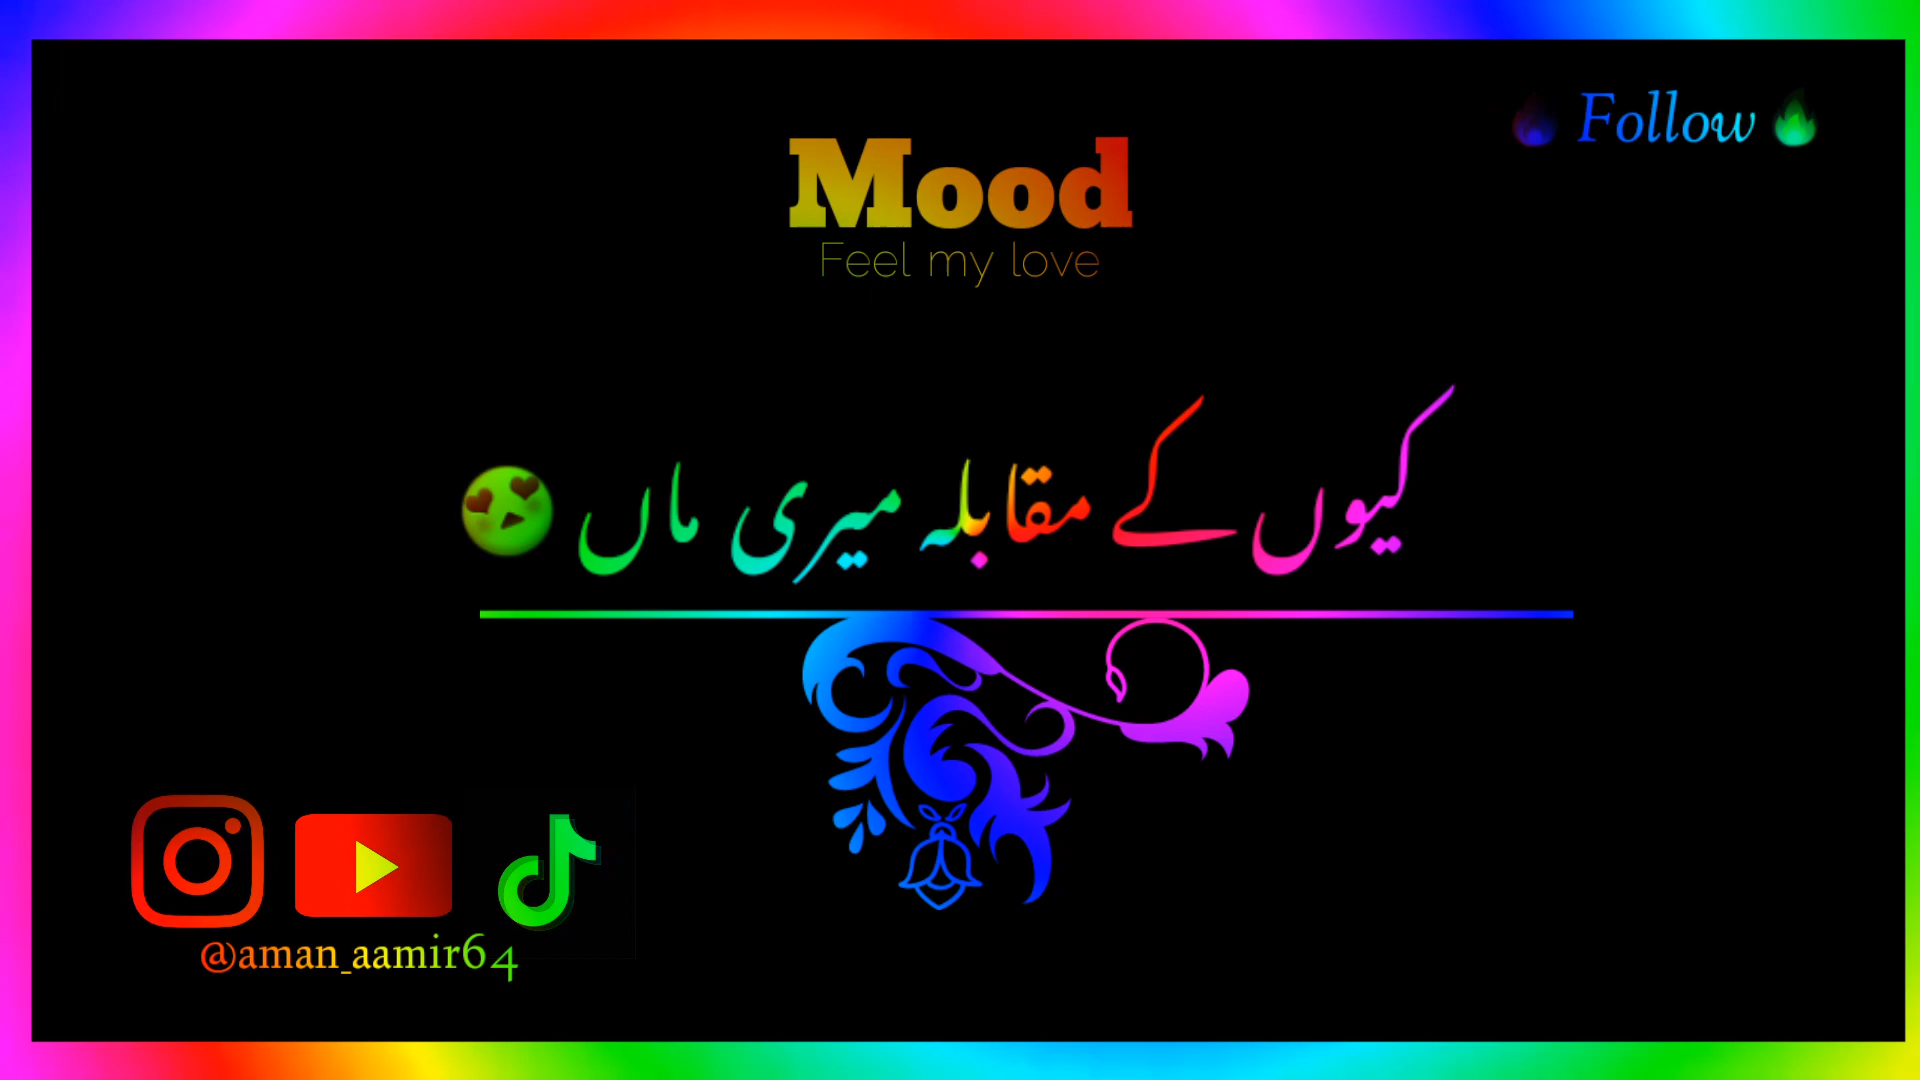 🔥 Follow 🔥
Mood
Feel my love
کیوں کے مقابلہ میری ماں 😍
@aman_aamir64